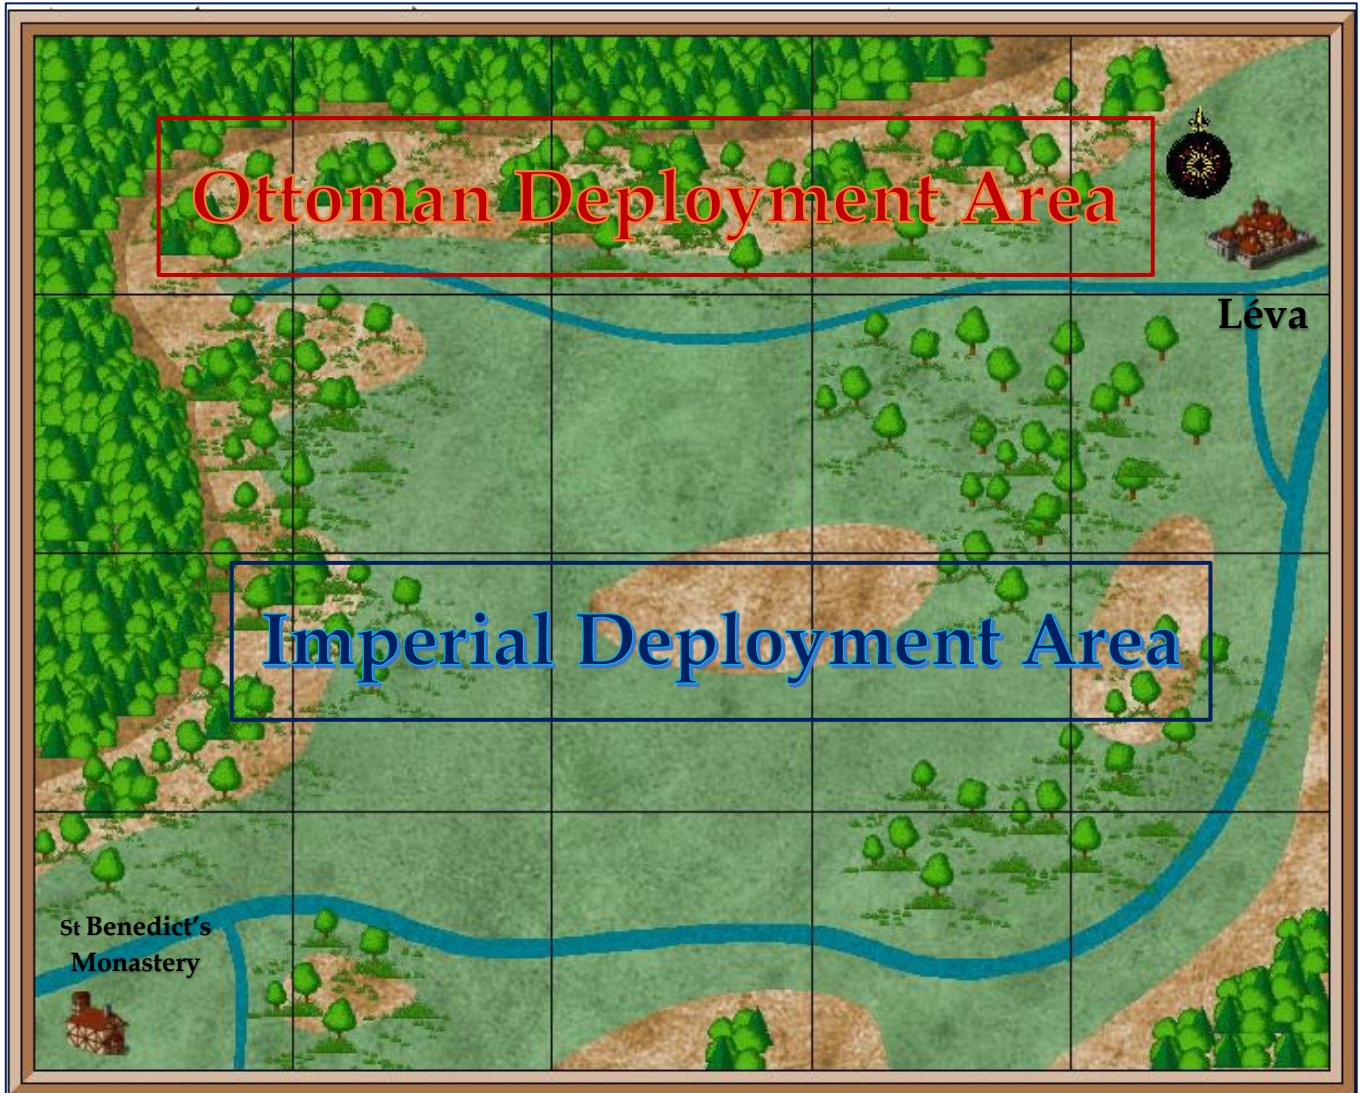 Ottoman Deployment Area
Léva
Imperial Deployment Area
St Benedict's
Monastery